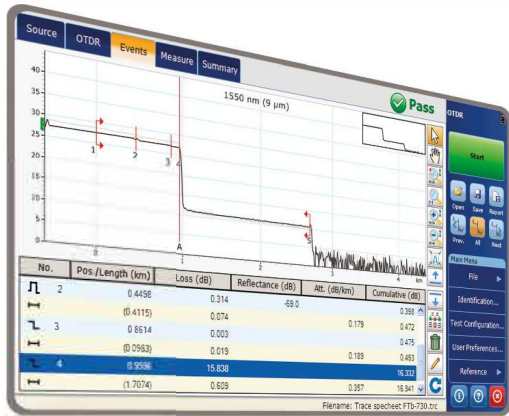 Source OTDR Events Measure Summary
1550 nm (9 µm)
Pass
OTDR
Start
Open Save Report
Prev. All Next
Main Menu
File
Identification...
Test Configuration...
User Preferences...
Reference
40
35
30
25
20
15
10
5
0
1 2 3 4 5
0 1 2 3 4 km
A
No. Pos./Length (km) Loss (dB) Reflectance (dB) Att. (dB/km) Cumulative (dB)
2 0.4498 0.314 -69.0 0.398
(0.4115) 0.074 0.179 0.472
3 0.8614 0.003 0.475
(0.0983) 0.019 0.189 0.493
4 15.838 16.332
(1.7074) 0.609 0.357 16.941
Filename: Trace specheet FTb-730.trc